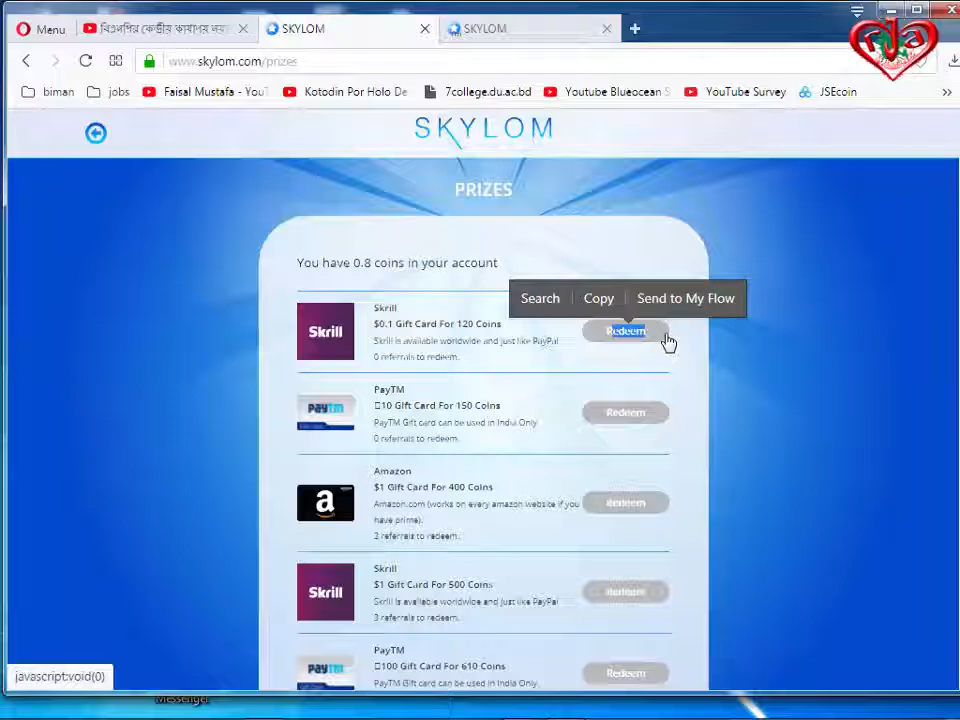 Menu
বিএনপির কেন্দ্রীয় কার্যালয়
SKYLOM
SKYLOM
www.skylom.com/prizes
biman
jobs
Faisal Mustafa - You
Kotodin Por Holo De
7college.du.ac.bd
Youtube Blueocean S
YouTube Survey
JSEcoin
SKYLOM
PRIZES
You have 0.8 coins in your account
Search
Copy
Send to My Flow
Skrill
Skrill
$0.1 Gift Card For 120 Coins
Skrill is available worldwide and just like PayPal
0 referrals to redeem.
Redeem
PayTM
PayTM
10 Gift Card For 150 Coins
PayTM Gift card can be used in India Only.
0 referrals to redeem.
Redeem
Amazon
$1 Gift Card For 400 Coins
Amazon.com (works on every amazon website if you
have prime).
2 referrals to redeem.
Redeem
Skrill
Skrill
$1 Gift Card For 500 Coins
Skrill is available worldwide and just like PayPal
3 referrals to redeem.
Redeem
PayTM
PayTM
100 Gift Card For 610 Coins
PayTM Gift card can be used in India Only.
Redeem
javascript:void(0)
Messenger